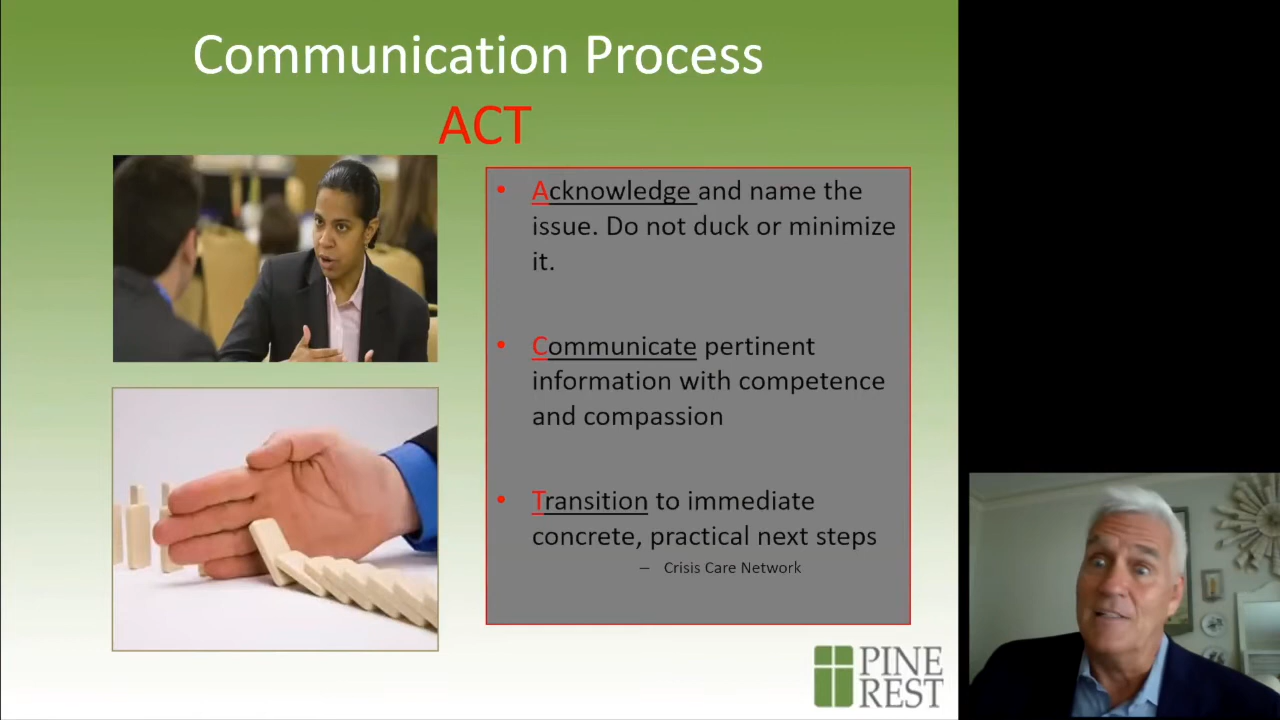 Communication Process
ACT
• Acknowledge and name the
issue. Do not duck or minimize
it.
• Communicate pertinent
information with competence
and compassion
• Transition to immediate
concrete, practical next steps
– Crisis Care Network
PINE
REST